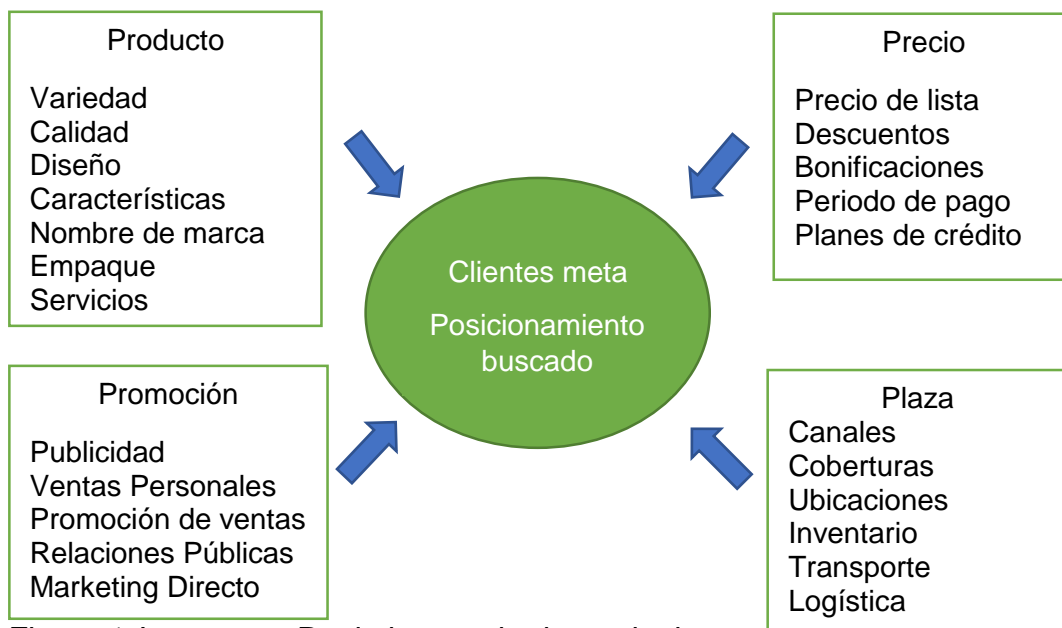 Producto
Variedad
Calidad
Diseño
Características
Nombre de marca
Empaque
Servicios
Precio
Precio de lista
Descuentos
Bonificaciones
Periodo de pago
Planes de crédito
Clientes meta
Posicionamiento
buscado
Promoción
Publicidad
Ventas Personales
Promoción de ventas
Relaciones Públicas
Marketing Directo
Plaza
Canales
Coberturas
Ubicaciones
Inventario
Transporte
Logística